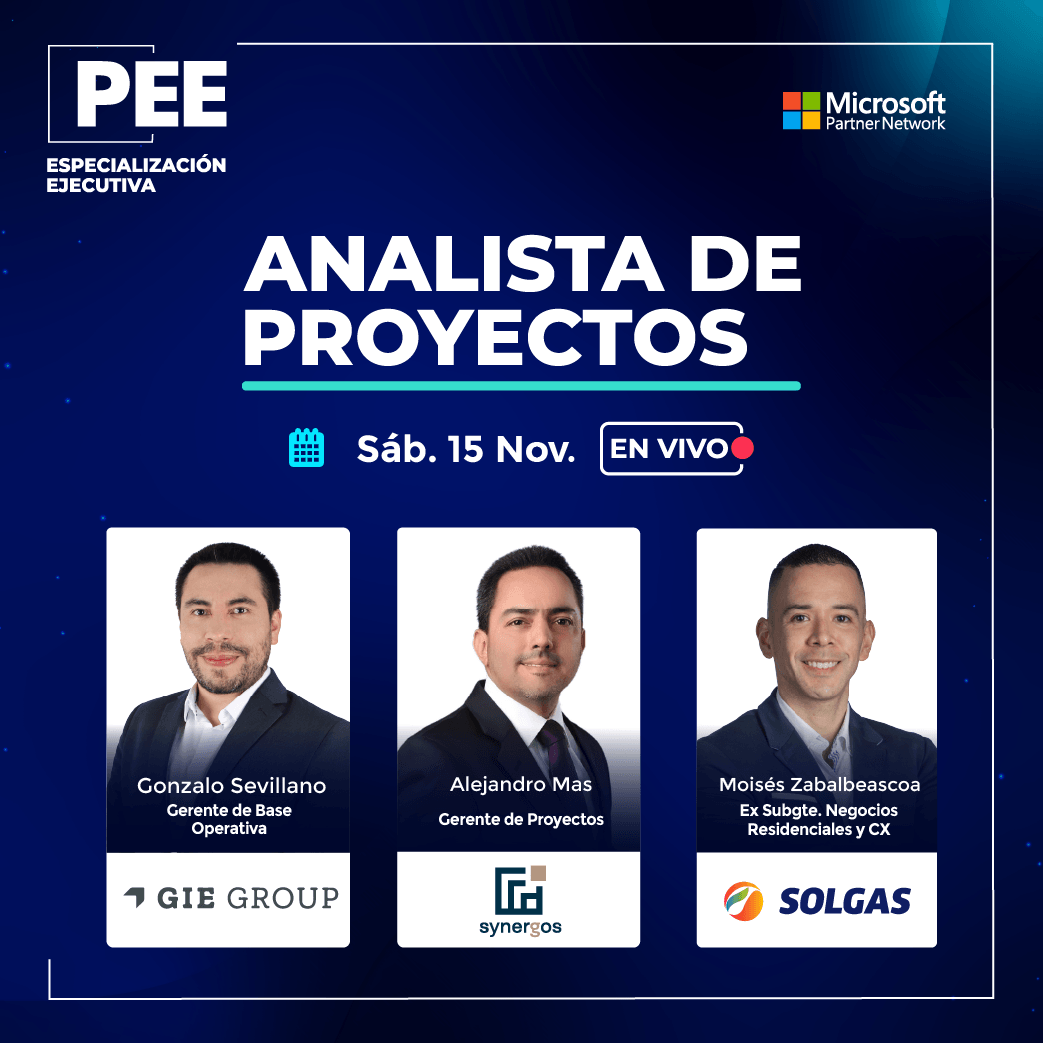 PEE
ESPECIALIZACIÓN
EJECUTIVA
Microsoft
Partner Network
ANALISTA DE
PROYECTOS
Sáb. 15 Nov.
EN VIVO
Gonzalo Sevillano
Gerente de Base
Operativa
GIE GROUP
Alejandro Mas
Gerente de Proyectos
synergos
Moisés Zabalbeascoa
Ex Subgte. Negocios
Residenciales y CX
SOLGAS